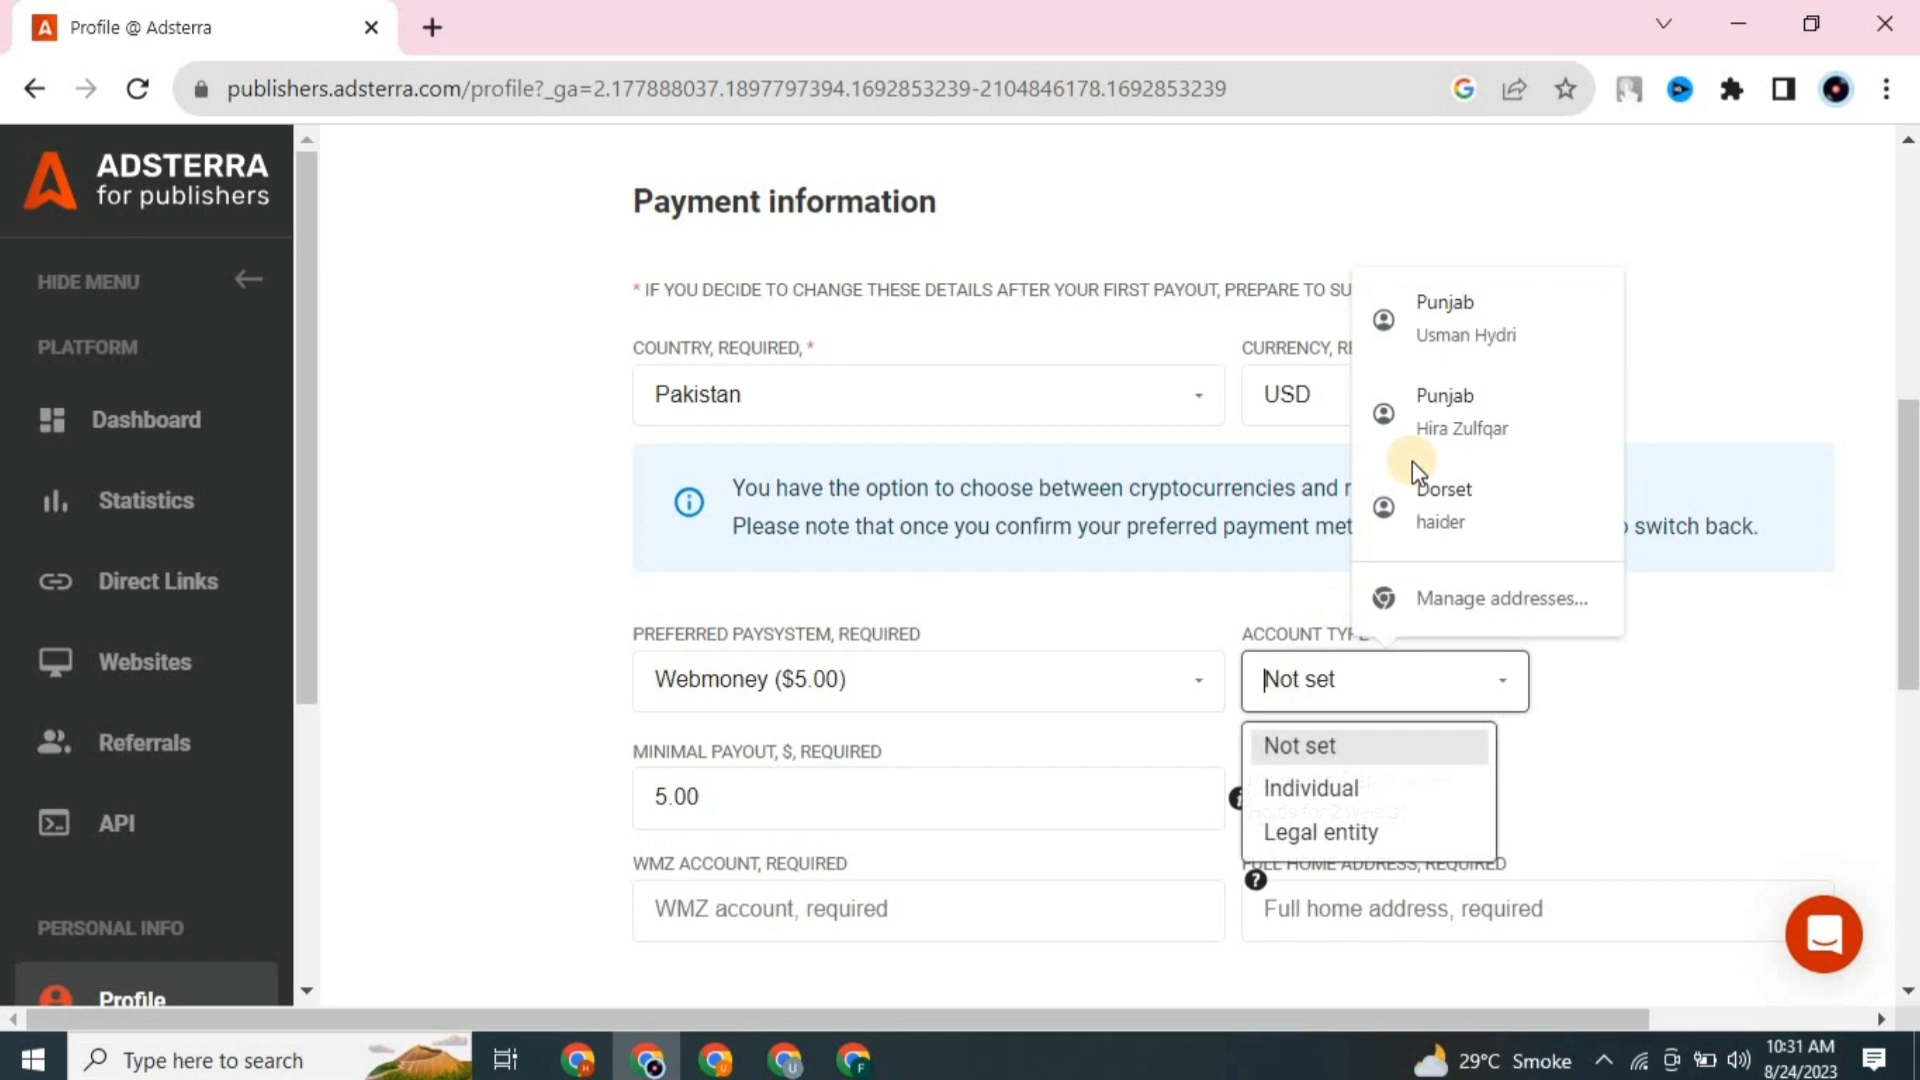 Profile @ Adsterra
publishers.adsterra.com/profile?_ga=2.177888037.1897797394.1692853239-2104846178.1692853239
ADSTERRA
for publishers
HIDE MENU
PLATFORM
Dashboard
Statistics
Direct Links
Websites
Referrals
API
PERSONAL INFO
Profile
Payment information
* IF YOU DECIDE TO CHANGE THESE DETAILS AFTER YOUR FIRST PAYOUT, PREPARE TO SU
COUNTRY, REQUIRED, *
Pakistan
CURRENCY, RE
USD
You have the option to choose between cryptocurrencies and r
Please note that once you confirm your preferred payment met
switch back.
Punjab
Usman Hydri
Punjab
Hira Zulfqar
Dorset
haider
Manage addresses...
PREFERRED PAYSYSTEM, REQUIRED
Webmoney ($5.00)
ACCOUNT TYPE
Not set
Not set
Individual
Legal entity
MINIMAL PAYOUT, $, REQUIRED
5.00
WMZ ACCOUNT, REQUIRED
WMZ account, required
FULL HOME ADDRESS, REQUIRED
Full home address, required
Type here to search
29°C Smoke
10:31 AM
8/24/2023